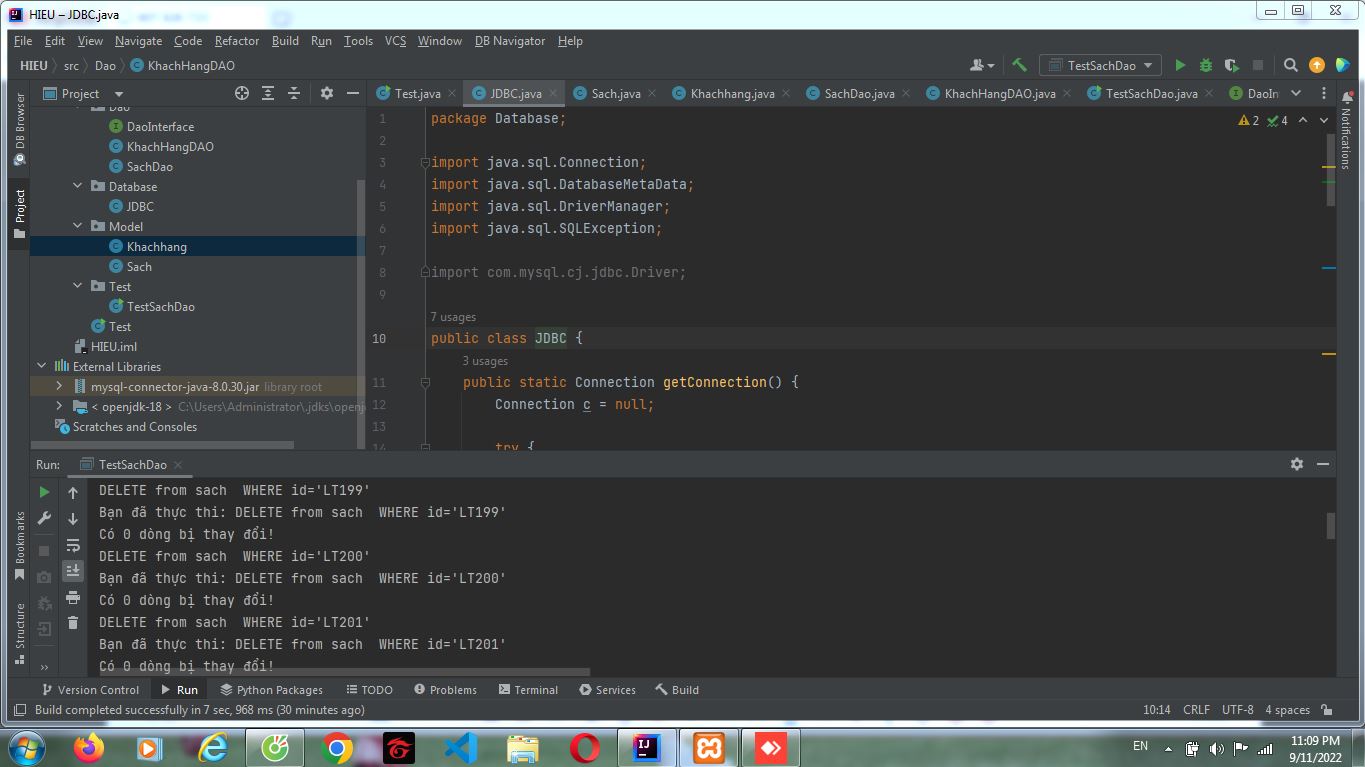 HIEU – JDBC.java
File Edit View Navigate Code Refactor Build Run Tools VCS Window DB Navigator Help
HIEU src Dao KhachHangDAO
TestSachDao
DB Browser
Project
Project
Dao
DaoInterface
KhachHangDAO
SachDao
Database
JDBC
Model
Khachhang
Sach
Test
TestSachDao
Test
HIEU.iml
External Libraries
mysql-connector-java-8.0.30.jar library root
< openjdk-18 > C:\Users\Administrator\.jdks\openj
Scratches and Consoles
Test.java JDBC.java Sach.java Khachhang.java SachDao.java KhachHangDAO.java TestSachDao.java DaoIn
2 4
Notifications
1 package Database;
2
3 import java.sql.Connection;
4 import java.sql.DatabaseMetaData;
5 import java.sql.DriverManager;
6 import java.sql.SQLException;
7
8 import com.mysql.cj.jdbc.Driver;
9
7 usages
10 public class JDBC {
3 usages
11 public static Connection getConnection() {
12 Connection c = null;
13
14 try {
Run: TestSachDao
DELETE from sach  WHERE id='LT199'
Bạn đã thực thi: DELETE from sach  WHERE id='LT199'
Có 0 dòng bị thay đổi!
DELETE from sach  WHERE id='LT200'
Bạn đã thực thi: DELETE from sach  WHERE id='LT200'
Có 0 dòng bị thay đổi!
DELETE from sach  WHERE id='LT201'
Bạn đã thực thi: DELETE from sach  WHERE id='LT201'
Có 0 dòng bị thay đổi!
Bookmarks
Structure
Version Control Run Python Packages TODO Problems Terminal Services Build
Build completed successfully in 7 sec, 968 ms (30 minutes ago)
10:14 CRLF UTF-8 4 spaces
IJ
EN
11:09 PM
9/11/2022